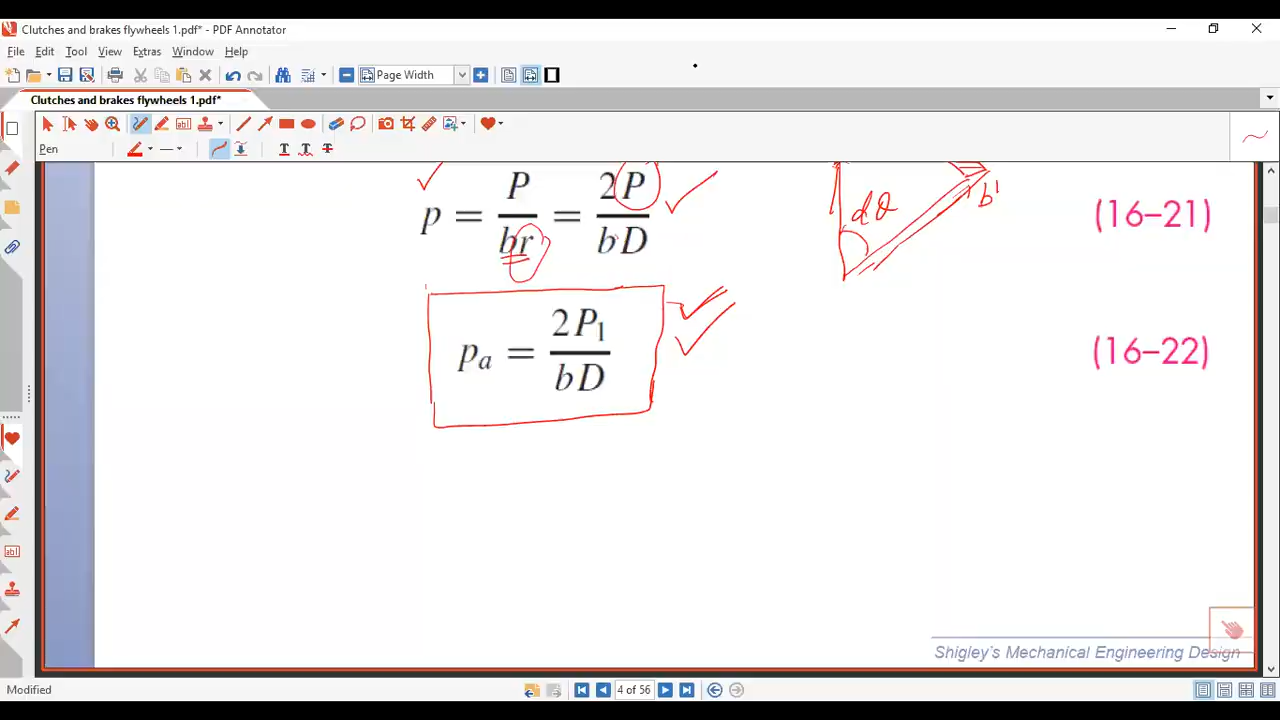 Clutches and brakes flywheels 1.pdf* - PDF Annotator
File Edit Tool View Extras Window Help
Page Width
Clutches and brakes flywheels 1.pdf*
Pen
p = P / br = 2P / bD (16–21)
dθ
b'
pₐ = 2P₁ / bD (16–22)
Shigley's Mechanical Engineering Design
Modified
4 of 56